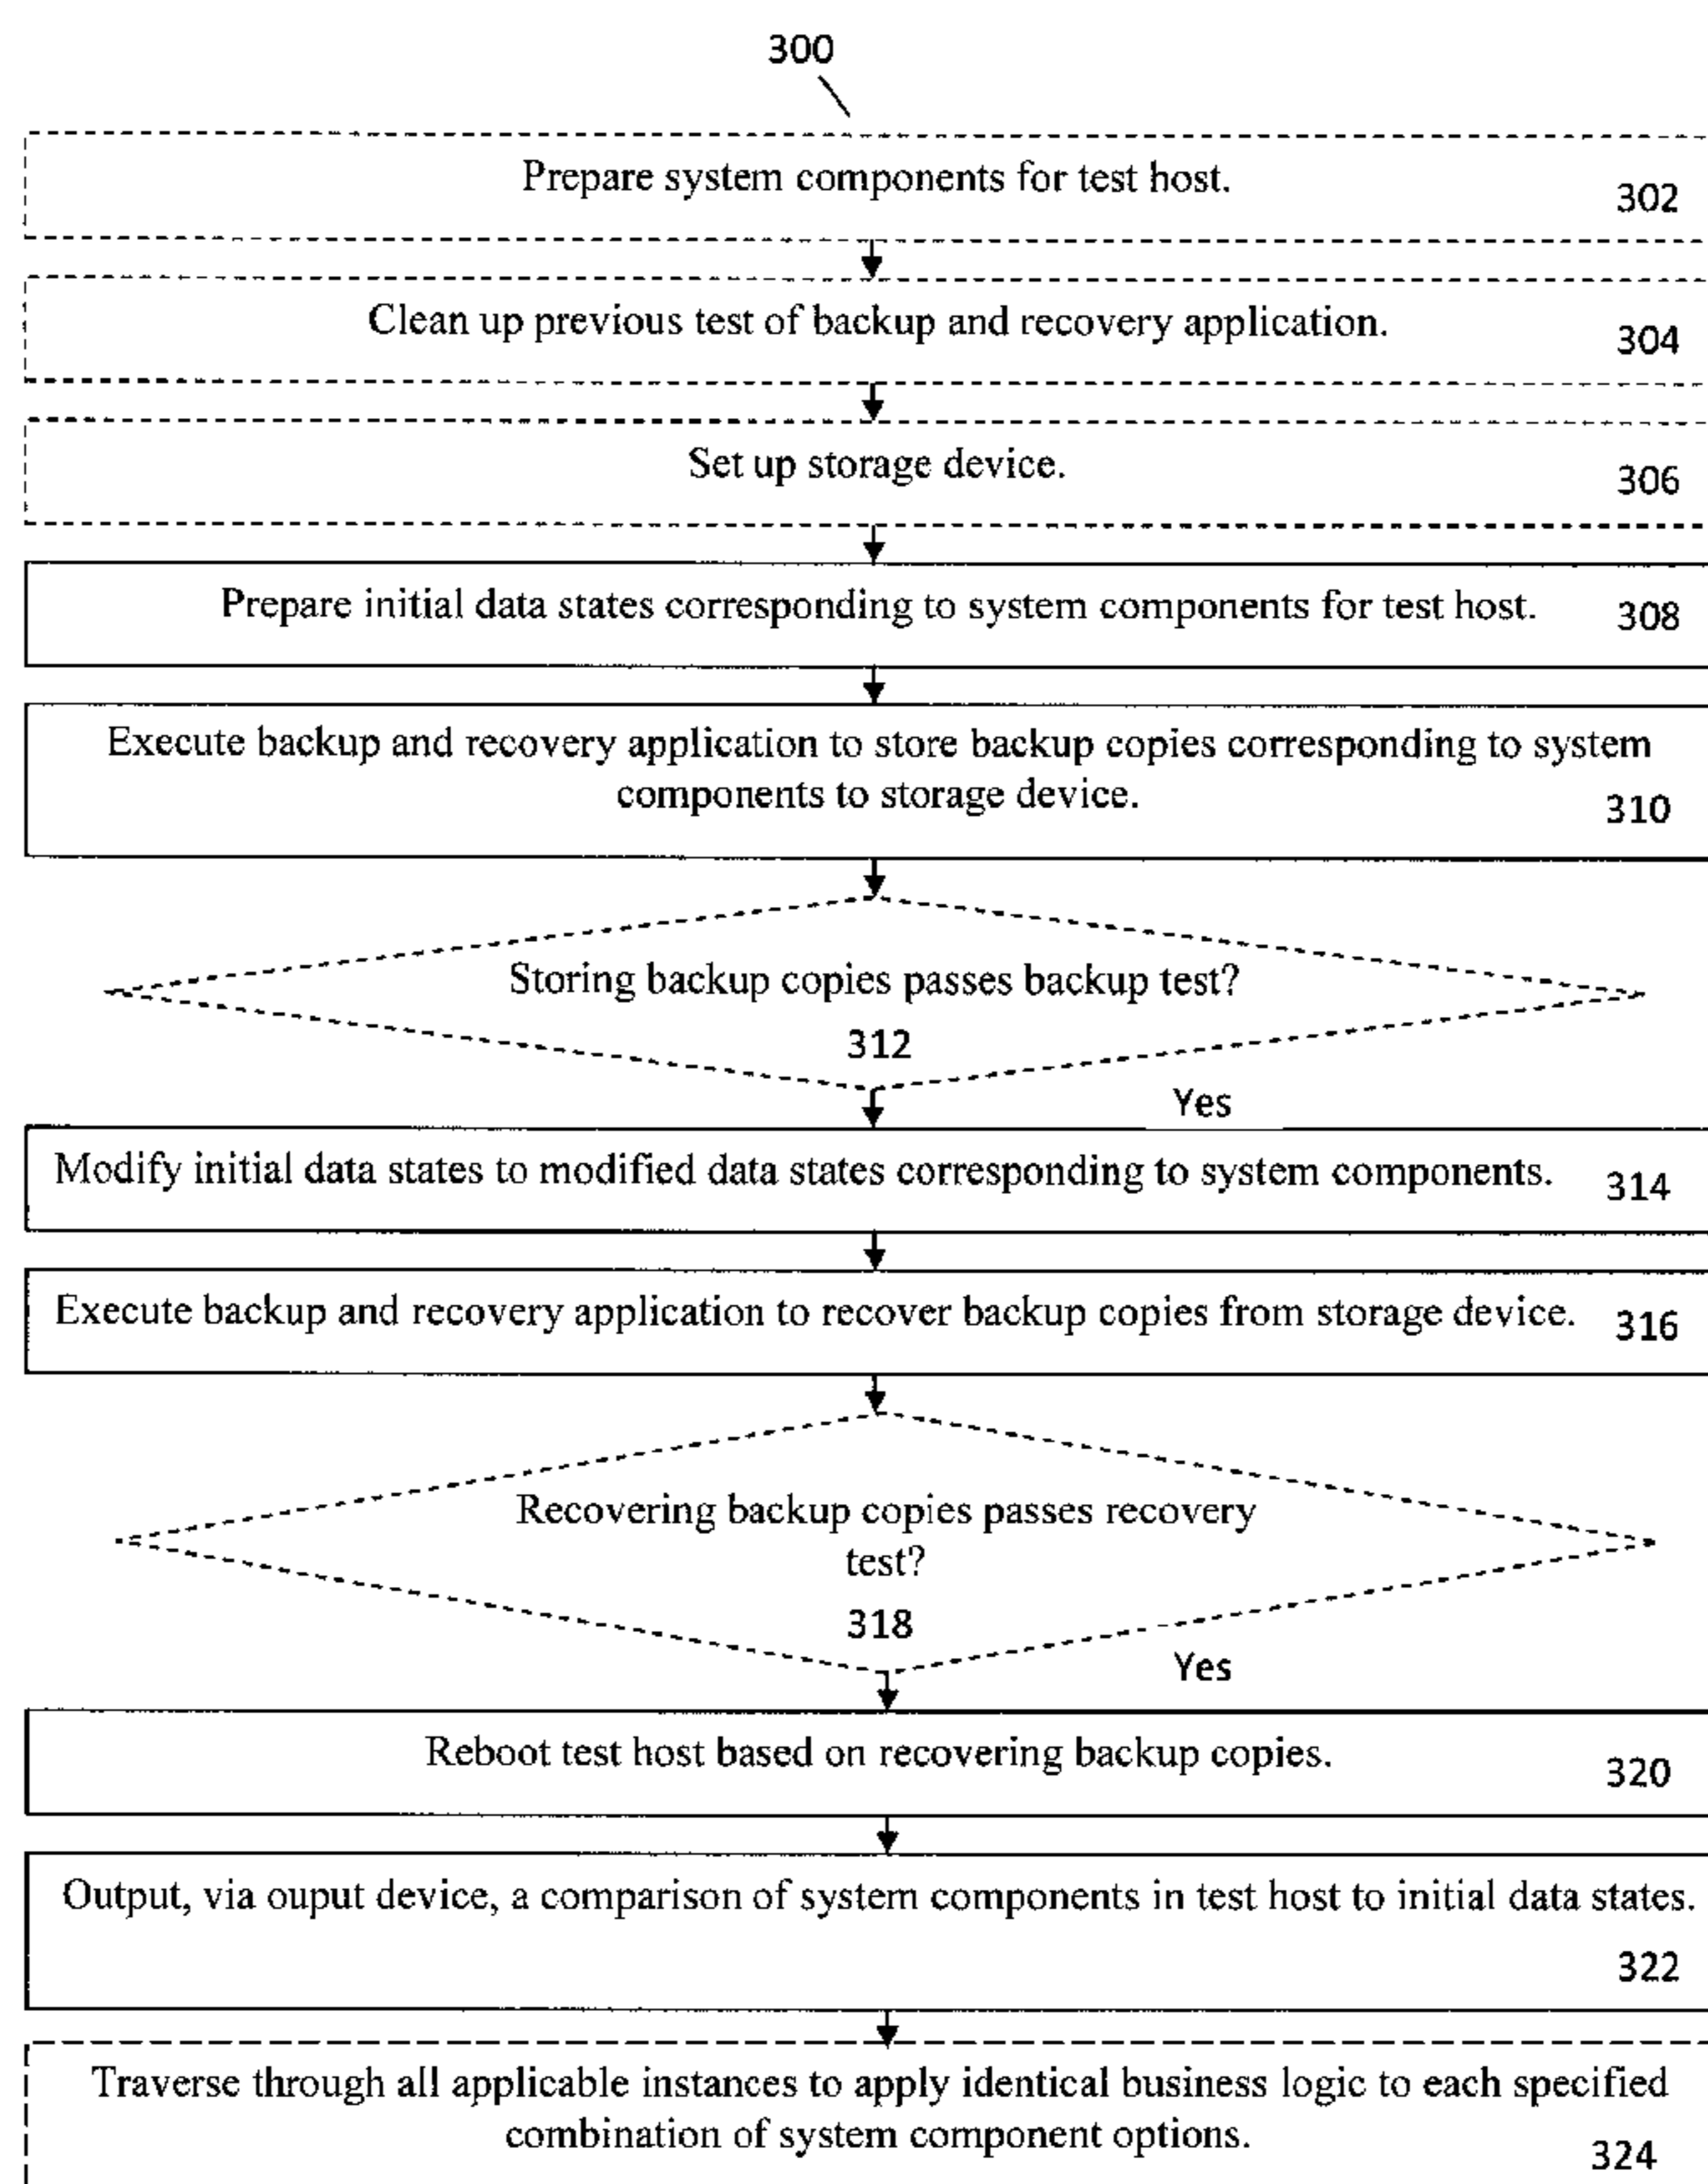 300
Prepare system components for test host.
302
Clean up previous test of backup and recovery application.
304
Set up storage device.
306
Prepare initial data states corresponding to system components for test host.
308
Execute backup and recovery application to store backup copies corresponding to system
components to storage device.
310
Storing backup copies passes backup test?
312
Yes
Modify initial data states to modified data states corresponding to system components.
314
Execute backup and recovery application to recover backup copies from storage device.
316
Recovering backup copies passes recovery
test?
318
Yes
Reboot test host based on recovering backup copies.
320
Output, via ouput device, a comparison of system components in test host to initial data states.
322
Traverse through all applicable instances to apply identical business logic to each specified
combination of system component options.
324